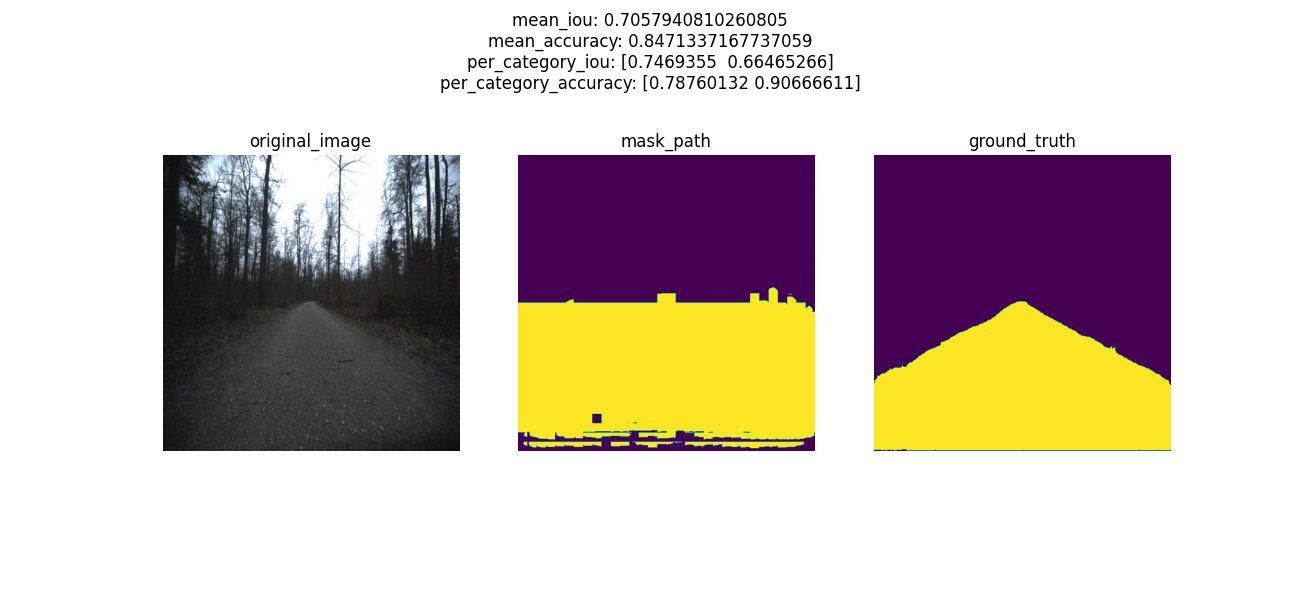 mean_iou: 0.7057940810260805
mean_accuracy: 0.8471337167737059
per_category_iou: [0.7469355  0.66465266]
per_category_accuracy: [0.78760132 0.90666611]
original_image
mask_path
ground_truth